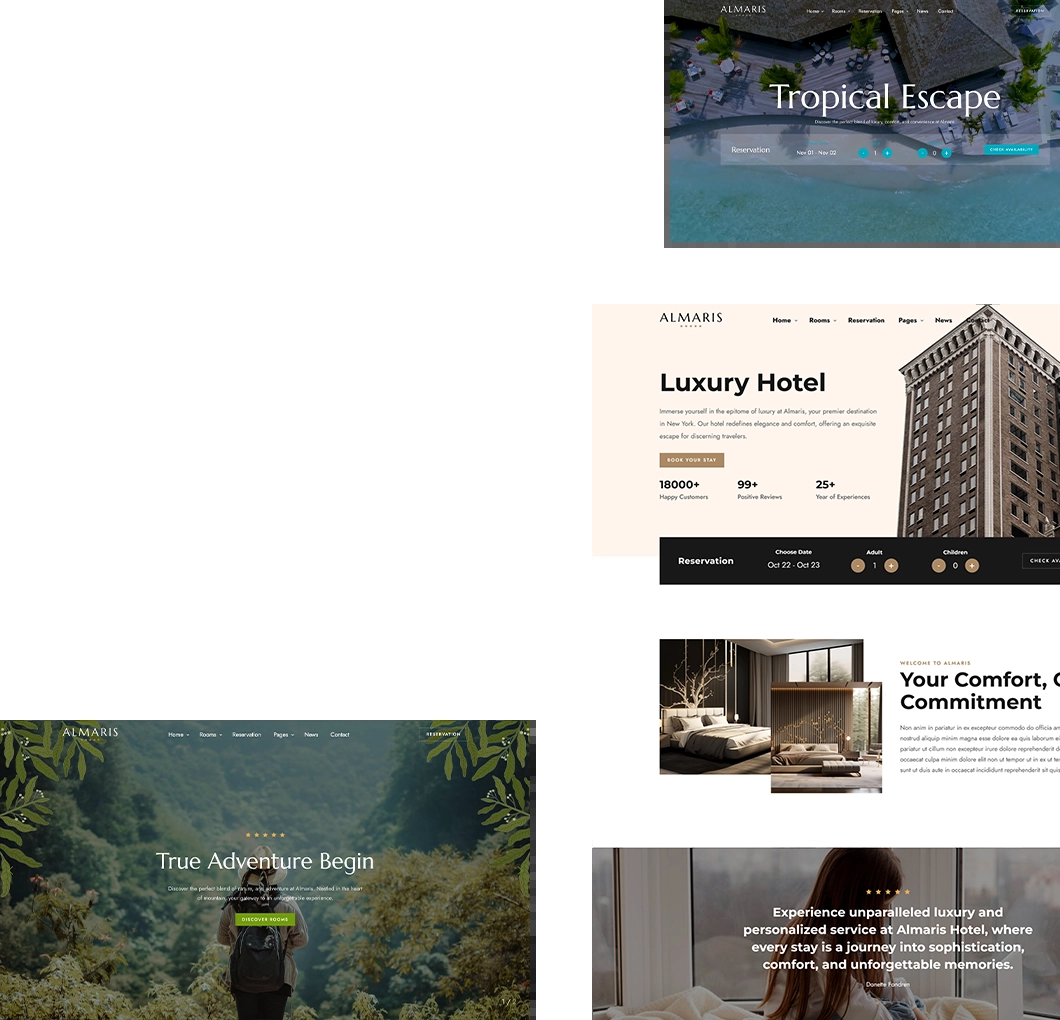 ALMARIS
Home Rooms Reservation Pages News Contact
RESERVATION
Tropical Escape
Discover the perfect blend of luxury, comfort, and convenience at Almaris.
Reservation
Nov 01 - Nov 02
- 1 +
- 0 +
CHECK AVAILABILITY
ALMARIS
Home Rooms Reservation Pages News Contact
Luxury Hotel
Immerse yourself in the epitome of luxury at Almaris, your premier destination
in New York. Our hotel redefines elegance and comfort, offering an exquisite
escape for discerning travelers.
BOOK YOUR STAY
18000+ 99+ 25+
Happy Customers Positive Reviews Year of Experiences
Reservation
Choose Date Adult Children
Oct 22 - Oct 23 - 1 + - 0 +
CHECK AVA
WELCOME TO ALMARIS
Your Comfort, O
Commitment
Non anim in pariatur in ex excepteur commodo do officia an
nostrud aliquip minim magna esse dolore ea quis laborum ei
pariatur ut cillum non excepteur irure dolore reprehenderit do
occaecat culpa minim dolore elit non ut tempor ut in ex ut tem
sunt ut duis aute in occaecat incididunt reprehenderit sit quis
ALMARIS
Home Rooms Reservation Pages News Contact
RESERVATION
True Adventure Begin
Discover the perfect blend of nature, and adventure at Almaris. Nestled in the heart
of mountain, your gateway to an unforgettable experience.
DISCOVER ROOMS
Experience unparalleled luxury and
personalized service at Almaris Hotel, where
every stay is a journey into sophistication,
comfort, and unforgettable memories.
Donette Fondren